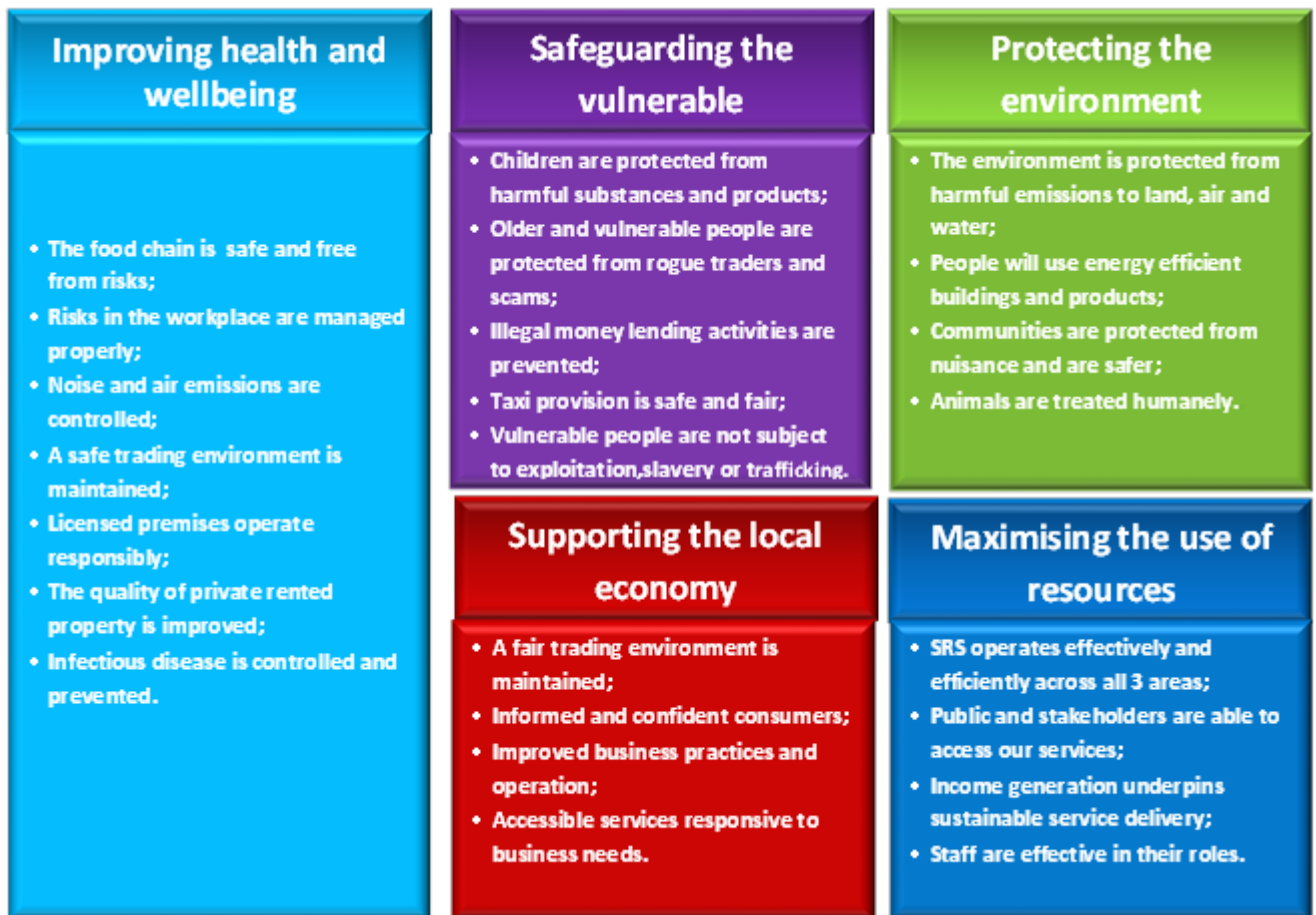 Improving health and
wellbeing
• The food chain is safe and free
from risks;
• Risks in the workplace are managed
properly;
• Noise and air emissions are
controlled;
• A safe trading environment is
maintained;
• Licensed premises operate
responsibly;
• The quality of private rented
property is improved;
• Infectious disease is controlled and
prevented.
Safeguarding the
vulnerable
• Children are protected from
harmful substances and products;
• Older and vulnerable people are
protected from rogue traders and
scams;
• Illegal money lending activities are
prevented;
• Taxi provision is safe and fair;
• Vulnerable people are not subject
to exploitation,slavery or trafficking.
Protecting the
environment
• The environment is protected from
harmful emissions to land, air and
water;
• People will use energy efficient
buildings and products;
• Communities are protected from
nuisance and are safer;
• Animals are treated humanely.
Supporting the local
economy
• A fair trading environment is
maintained;
• Informed and confident consumers;
• Improved business practices and
operation;
• Accessible services responsive to
business needs.
Maximising the use of
resources
• SRS operates effectively and
efficiently across all 3 areas;
• Public and stakeholders are able to
access our services;
• Income generation underpins
sustainable service delivery;
• Staff are effective in their roles.